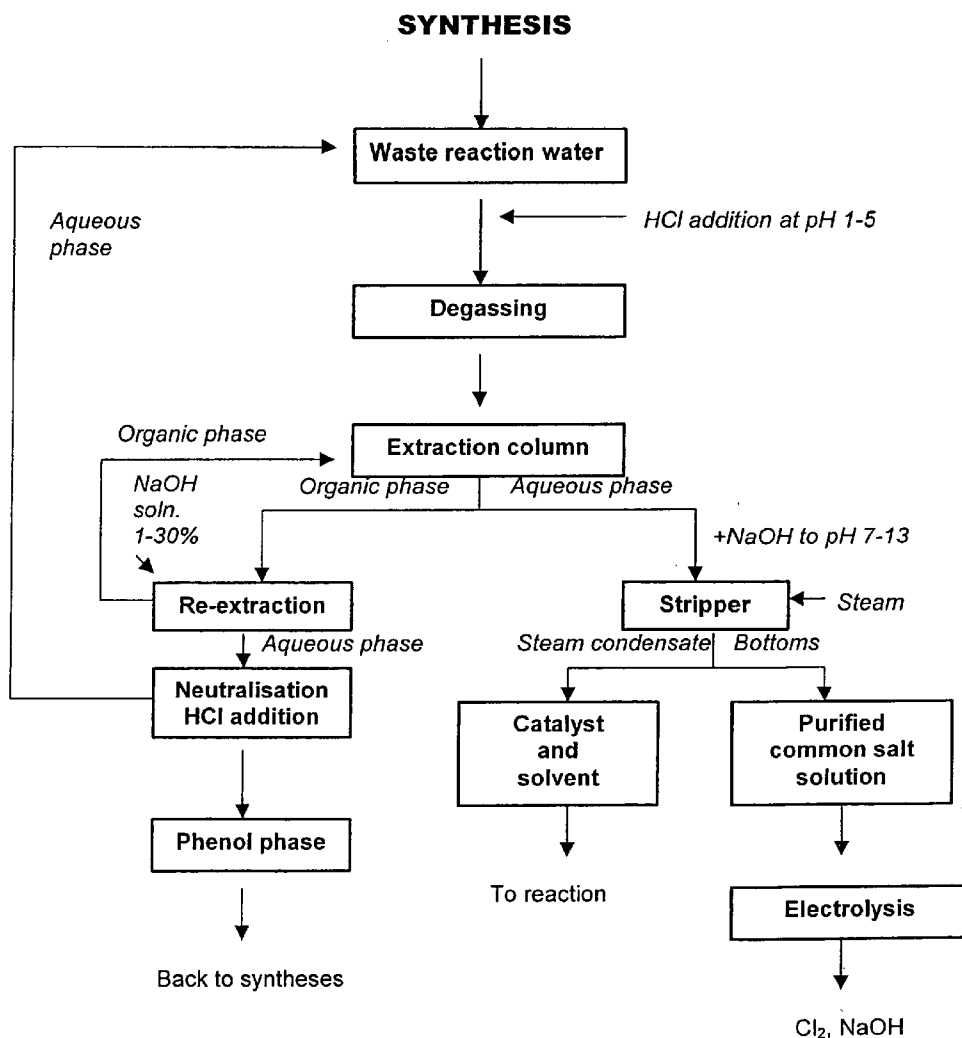 SYNTHESIS
Waste reaction water
Aqueous
phase
HCl addition at pH 1-5
Degassing
Organic phase
Extraction column
NaOH
soln.
1-30%
Organic phase
Aqueous phase
+NaOH to pH 7-13
Re-extraction
Stripper
Steam
Aqueous phase
Steam condensate
Bottoms
Neutralisation
HCl addition
Catalyst
and
solvent
Purified
common salt
solution
Phenol phase
To reaction
Electrolysis
Back to syntheses
Cl₂, NaOH